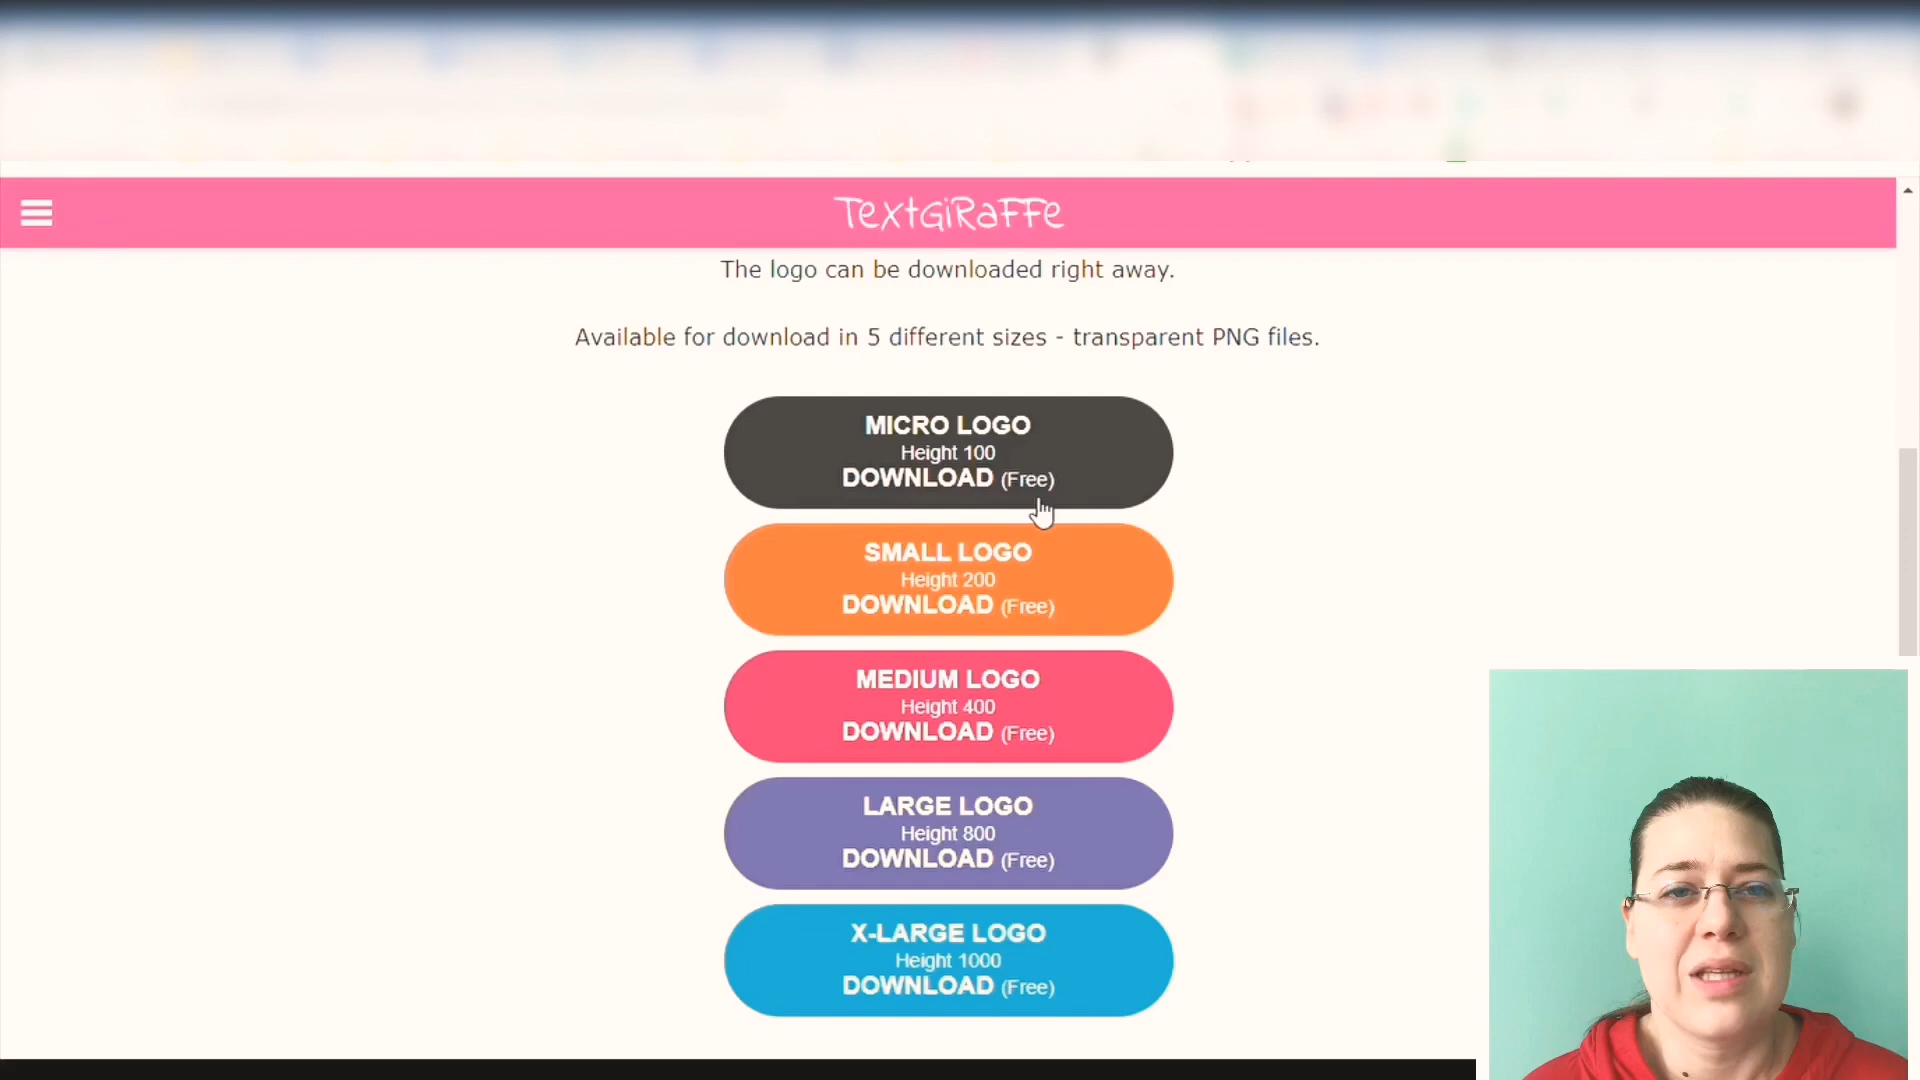 TextGiRaFFe
The logo can be downloaded right away.
Available for download in 5 different sizes - transparent PNG files.
MICRO LOGO
Height 100
DOWNLOAD (Free)
SMALL LOGO
Height 200
DOWNLOAD (Free)
MEDIUM LOGO
Height 400
DOWNLOAD (Free)
LARGE LOGO
Height 800
DOWNLOAD (Free)
X-LARGE LOGO
Height 1000
DOWNLOAD (Free)